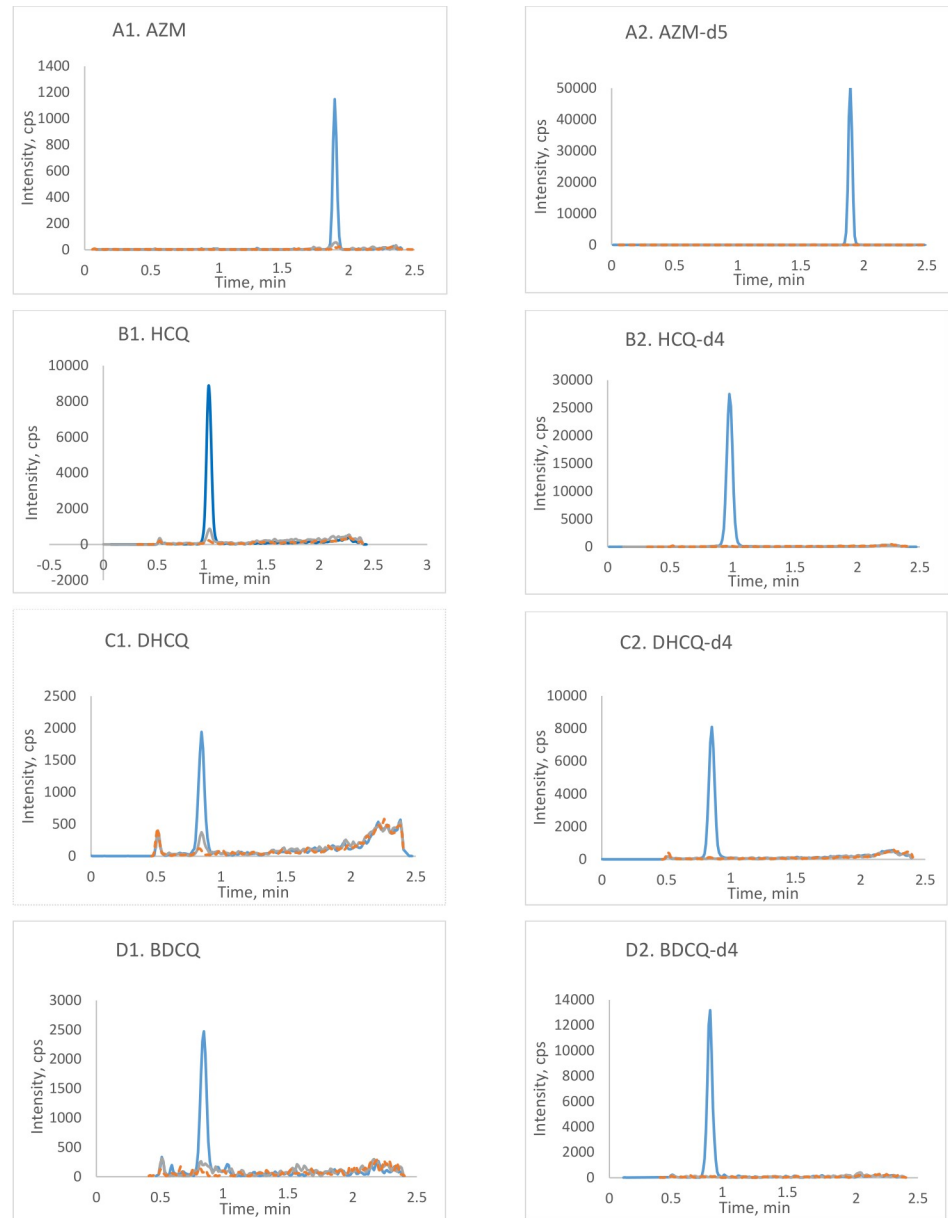 A1. AZM
1400
1200
1000
800
600
400
200
0
Intensity, cps
0 0.5 1 1.5 2 2.5
Time, min
A2. AZM-d5
50000
40000
30000
20000
10000
0
Intensity, cps
0 0.5 1 1.5 2 2.5
Time, min
B1. HCQ
10000
8000
6000
4000
2000
0
-2000
Intensity, cps
-0.5 0 0.5 1 1.5 2 2.5 3
Time, min
B2. HCQ-d4
30000
25000
20000
15000
10000
5000
0
Intensity, cps
0 0.5 1 1.5 2 2.5
Time, min
C1. DHCQ
2500
2000
1500
1000
500
0
Intensity, cps
0 0.5 1 1.5 2 2.5
Time, min
C2. DHCQ-d4
10000
8000
6000
4000
2000
0
Intensity, cps
0 0.5 1 1.5 2 2.5
Time, min
D1. BDCQ
3000
2500
2000
1500
1000
500
0
Intensity, cps
0 0.5 1 1.5 2 2.5
Time, min
D2. BDCQ-d4
14000
12000
10000
8000
6000
4000
2000
0
Intensity, cps
0 0.5 1 1.5 2 2.5
Time, min